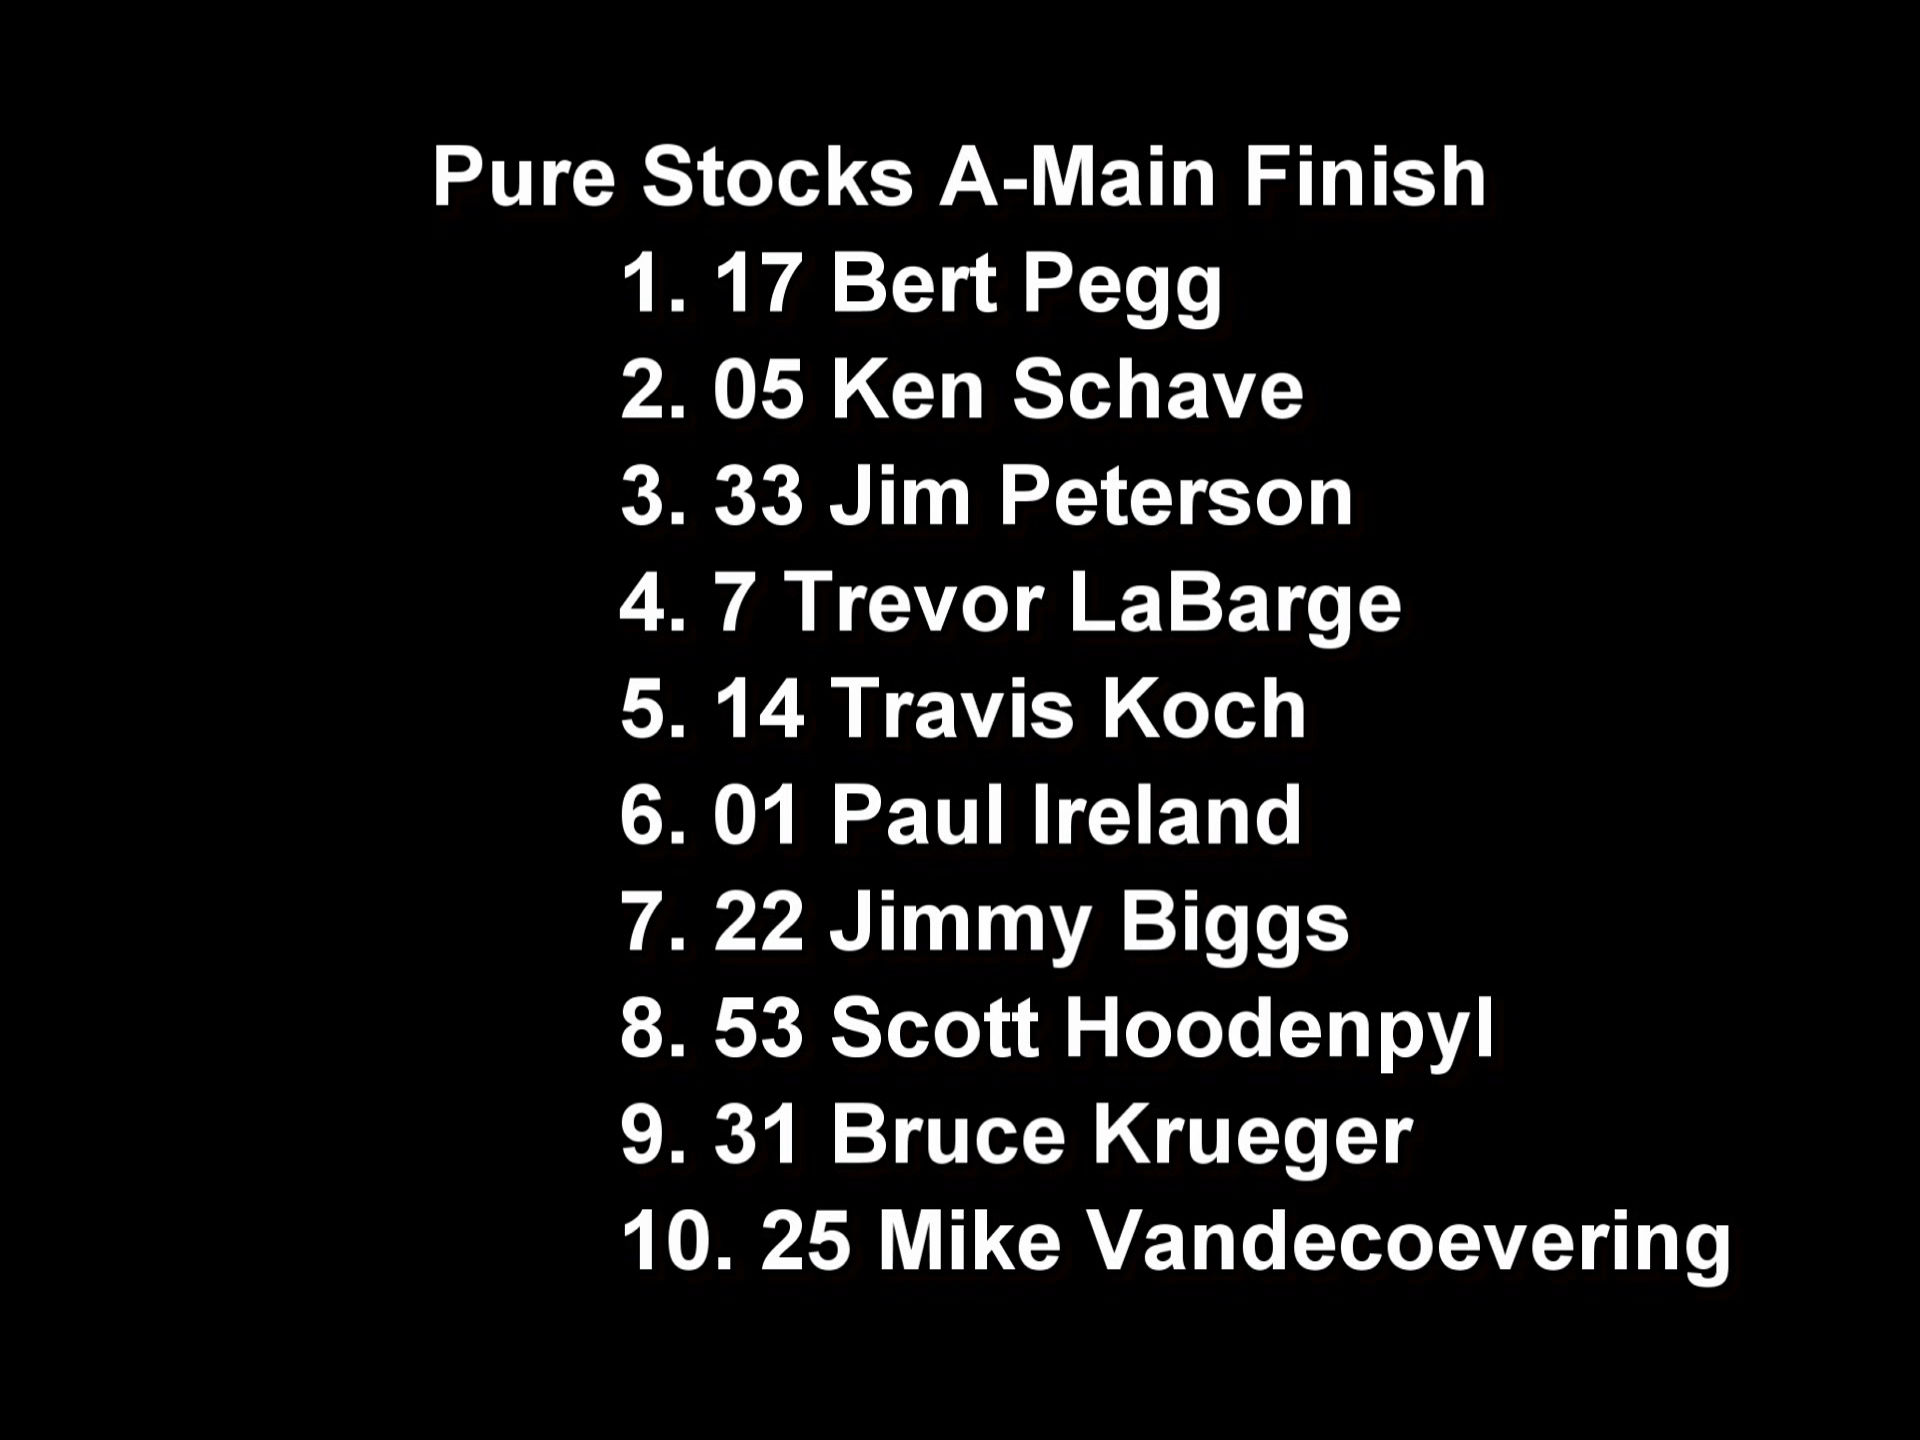 Pure Stocks A-Main Finish
1. 17 Bert Pegg
2. 05 Ken Schave
3. 33 Jim Peterson
4. 7 Trevor LaBarge
5. 14 Travis Koch
6. 01 Paul Ireland
7. 22 Jimmy Biggs
8. 53 Scott Hoodenpyl
9. 31 Bruce Krueger
10. 25 Mike Vandecoevering